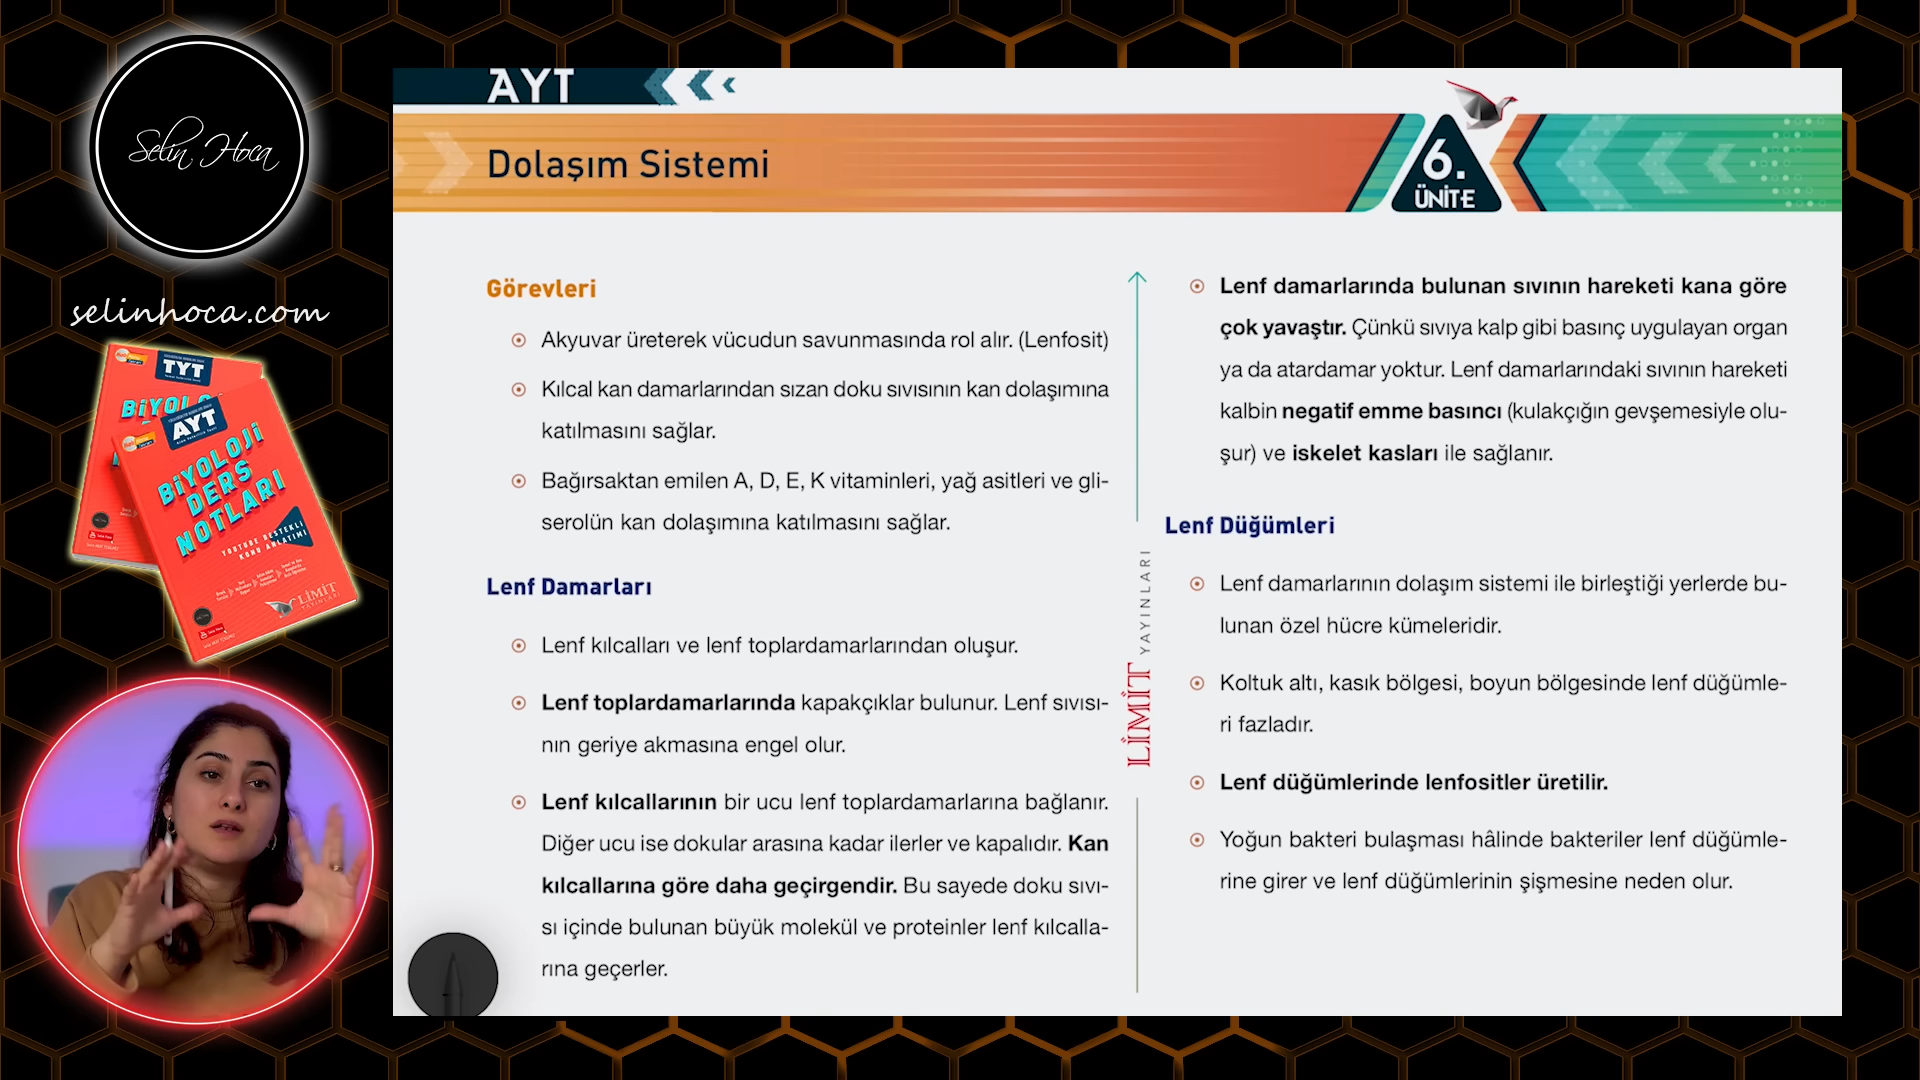 Selin Hoca
selinhoca.com
TYT
BİYOLO
AYT
BİYOLOJİ
DERS
NOTLARI
YOUTUBE DESTEKLİ
KONU ANLATIMI
LİMİT
AYT
Dolaşım Sistemi
6.
ÜNİTE
Görevleri
Akyuvar üreterek vücudun savunmasında rol alır. (Lenfosit)
Kılcal kan damarlarından sızan doku sıvısının kan dolaşımına
katılmasını sağlar.
Bağırsaktan emilen A, D, E, K vitaminleri, yağ asitleri ve gli-
serolün kan dolaşımına katılmasını sağlar.
Lenf Damarları
Lenf kılcalları ve lenf toplardamarlarından oluşur.
Lenf toplardamarlarında kapakçıklar bulunur. Lenf sıvısı-
nın geriye akmasına engel olur.
Lenf kılcallarının bir ucu lenf toplardamarlarına bağlanır.
Diğer ucu ise dokular arasına kadar ilerler ve kapalıdır. Kan
kılcallarına göre daha geçirgendir. Bu sayede doku sıvı-
sı içinde bulunan büyük molekül ve proteinler lenf kılcalla-
rına geçerler.
LİMİT YAYINLARI
Lenf damarlarında bulunan sıvının hareketi kana göre
çok yavaştır. Çünkü sıvıya kalp gibi basınç uygulayan organ
ya da atardamar yoktur. Lenf damarlarındaki sıvının hareketi
kalbin negatif emme basıncı (kulakçığın gevşemesiyle olu-
şur) ve iskelet kasları ile sağlanır.
Lenf Düğümleri
Lenf damarlarının dolaşım sistemi ile birleştiği yerlerde bu-
lunan özel hücre kümeleridir.
Koltuk altı, kasık bölgesi, boyun bölgesinde lenf düğümle-
ri fazladır.
Lenf düğümlerinde lenfositler üretilir.
Yoğun bakteri bulaşması hâlinde bakteriler lenf düğümle-
rine girer ve lenf düğümlerinin şişmesine neden olur.